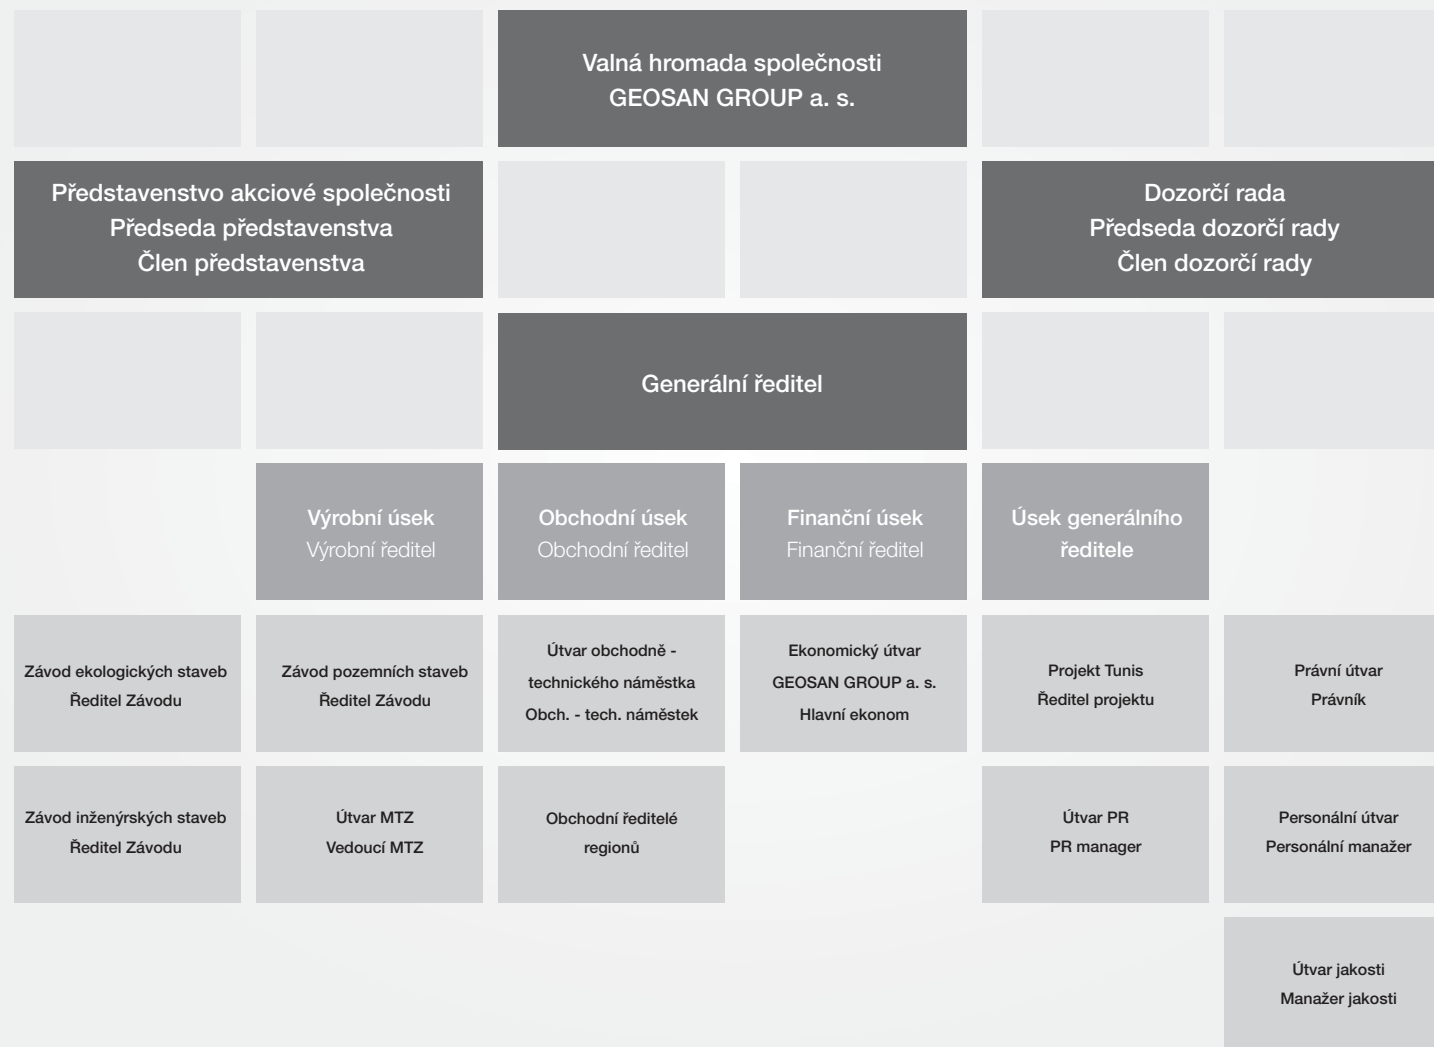 Valná hromada společnosti
GEOSAN GROUP a. s.
Představenstvo akciové společnosti
Předseda představenstva
Člen představenstva
Dozorčí rada
Předseda dozorčí rady
Člen dozorčí rady
Generální ředitel
Výrobní úsek
Výrobní ředitel
Obchodní úsek
Obchodní ředitel
Finanční úsek
Finanční ředitel
Úsek generálního
ředitele
Závod ekologických staveb
Ředitel Závodu
Závod pozemních staveb
Ředitel Závodu
Útvar obchodně -
technického náměstka
Obch. - tech. náměstek
Ekonomický útvar
GEOSAN GROUP a. s.
Hlavní ekonom
Projekt Tunis
Ředitel projektu
Právní útvar
Právník
Závod inženýrských staveb
Ředitel Závodu
Útvar MTZ
Vedoucí MTZ
Obchodní ředitelé
regionů
Útvar PR
PR manager
Personální útvar
Personální manažer
Útvar jakosti
Manažer jakosti